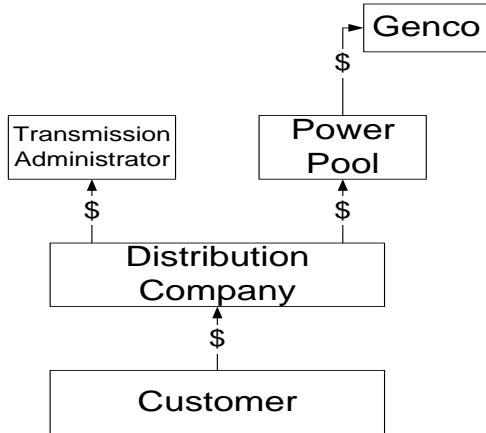 Genco
$
Transmission
Administrator
Power
Pool
$
$
Distribution
Company
$
Customer